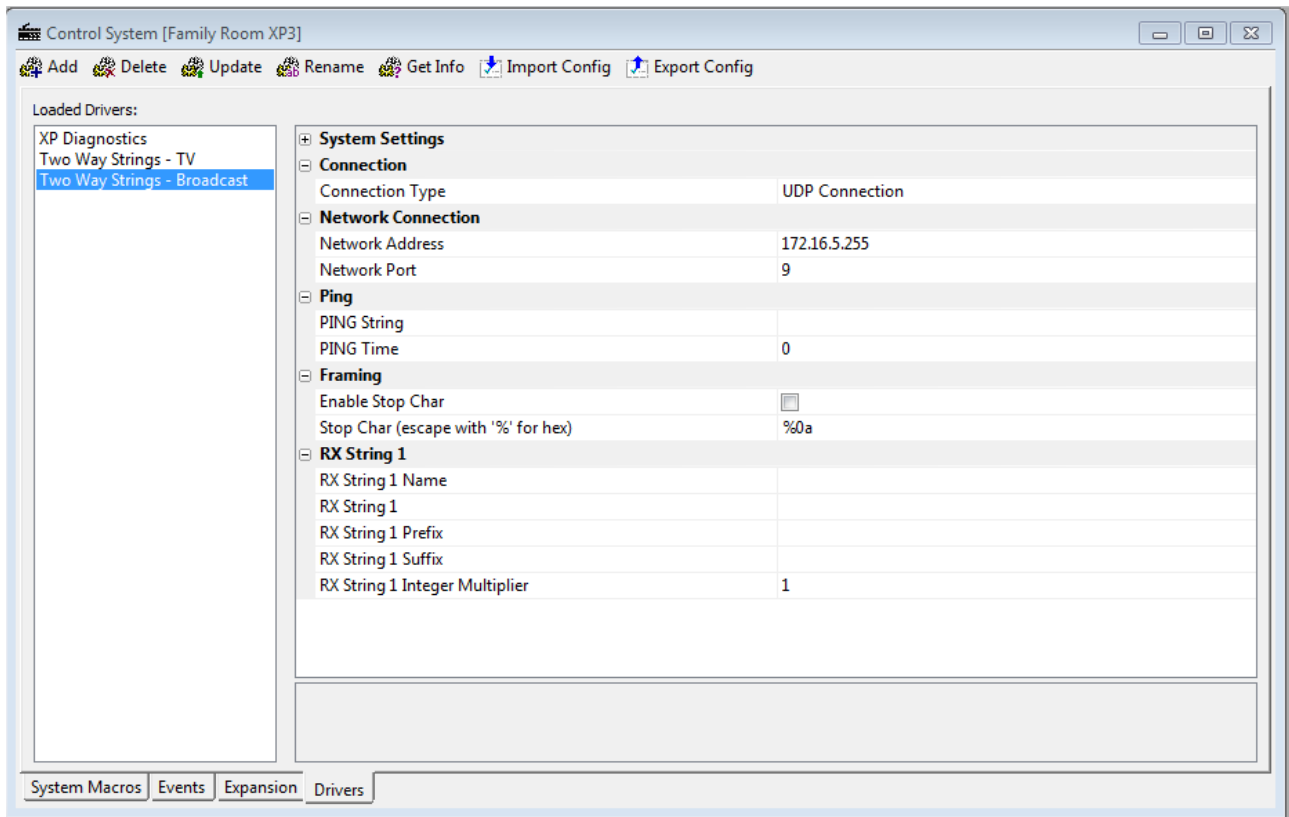 Control System [Family Room XP3]
Add Delete Update Rename Get Info Import Config Export Config
Loaded Drivers:
XP Diagnostics
Two Way Strings - TV
Two Way Strings - Broadcast
System Settings
Connection
Connection Type UDP Connection
Network Connection
Network Address 172.16.5.255
Network Port 9
Ping
PING String
PING Time 0
Framing
Enable Stop Char
Stop Char (escape with '%' for hex) %0a
RX String 1
RX String 1 Name
RX String 1
RX String 1 Prefix
RX String 1 Suffix
RX String 1 Integer Multiplier 1
System Macros Events Expansion Drivers